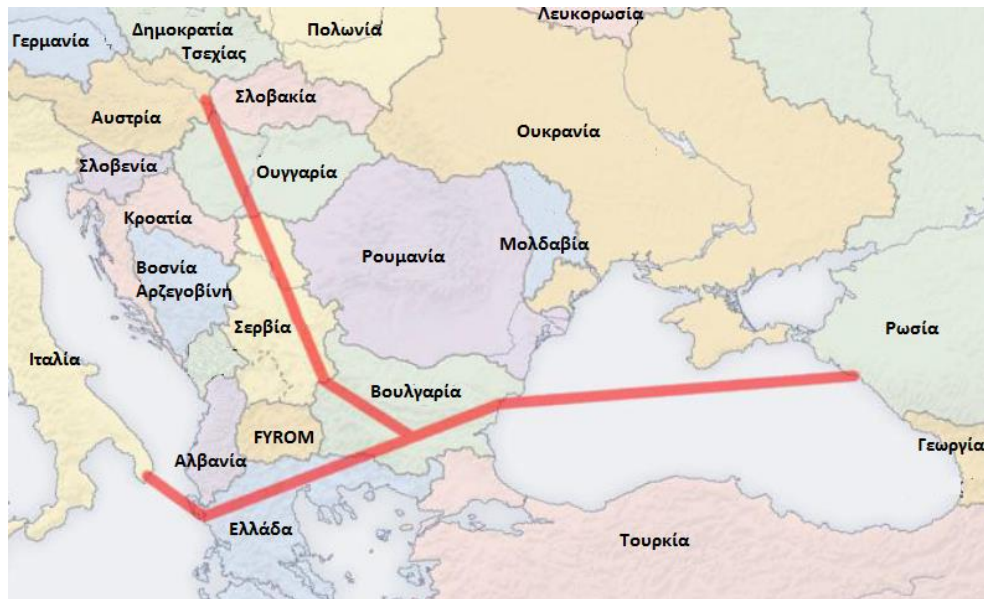 Λευκορωσία
Γερμανία
Δημοκρατία
Τσεχίας
Πολωνία
Σλοβακία
Αυστρία
Ουκρανία
Σλοβενία
Ουγγαρία
Κροατία
Μολδαβία
Ρουμανία
Βοσνία
Αρζεγοβίνη
Σερβία
Ρωσία
Ιταλία
Βουλγαρία
FYROM
Γεωργία
Αλβανία
Ελλάδα
Τουρκία